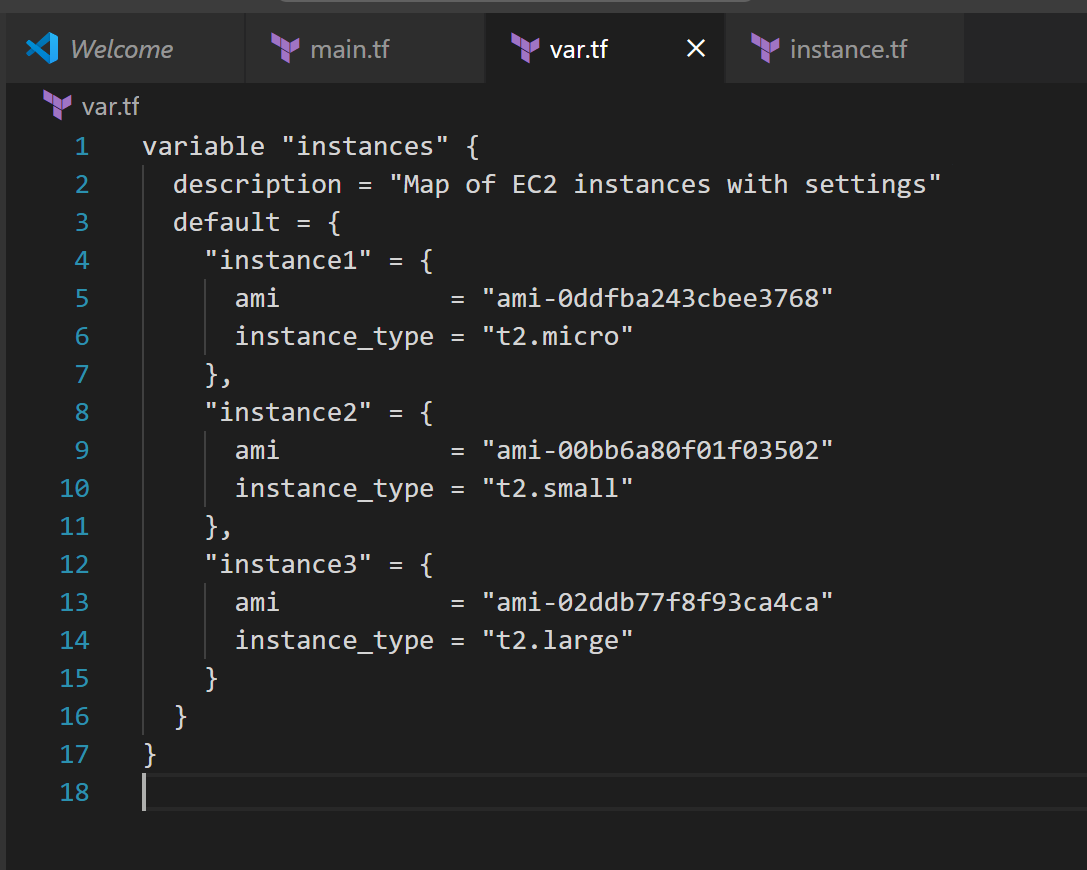 Welcome main.tf var.tf × instance.tf
var.tf
1 variable "instances" {
2   description = "Map of EC2 instances with settings"
3   default = {
4     "instance1" = {
5       ami           = "ami-0ddfba243cbee3768"
6       instance_type = "t2.micro"
7     },
8     "instance2" = {
9       ami           = "ami-00bb6a80f01f03502"
10       instance_type = "t2.small"
11     },
12     "instance3" = {
13       ami           = "ami-02ddb77f8f93ca4ca"
14       instance_type = "t2.large"
15     }
16   }
17 }
18